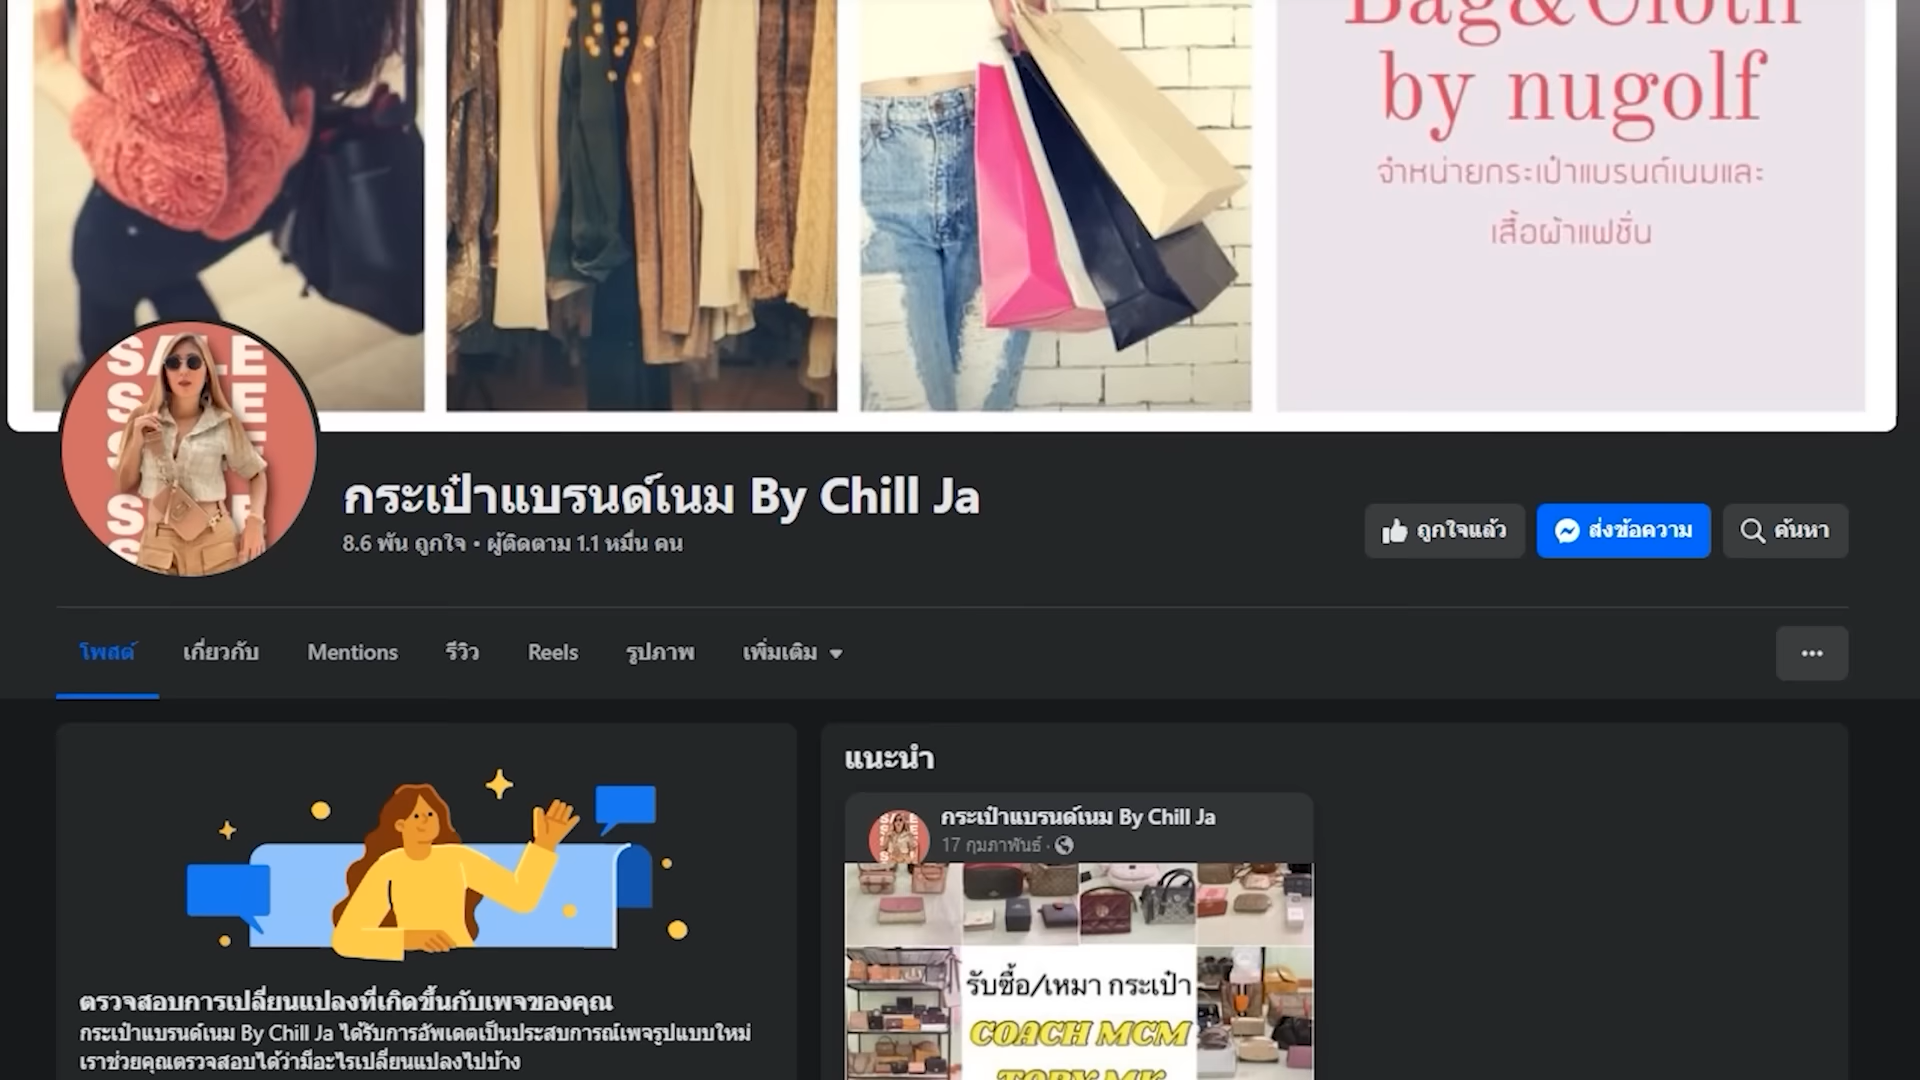 Bag&Cloth
by nugolf
จำหน่ายกระเป๋าแบรนด์เนมและ
เสื้อผ้าแฟชั่น
SALE
กระเป๋าแบรนด์เนม By Chill Ja
8.6 พัน ถูกใจ • ผู้ติดตาม 1.1 หมื่น คน
ถูกใจแล้ว
ส่งข้อความ
ค้นหา
โพสต์
เกี่ยวกับ
Mentions
รีวิว
Reels
รูปภาพ
เพิ่มเติม
แนะนำ
กระเป๋าแบรนด์เนม By Chill Ja
17 กุมภาพันธ์ ·
รับซื้อ/เหมา กระเป๋า
COACH MCM
TORY MK
ตรวจสอบการเปลี่ยนแปลงที่เกิดขึ้นกับเพจของคุณ
กระเป๋าแบรนด์เนม By Chill Ja ได้รับการอัพเดตเป็นประสบการณ์เพจรูปแบบใหม่
เราช่วยคุณตรวจสอบได้ว่ามีอะไรเปลี่ยนแปลงไปบ้าง